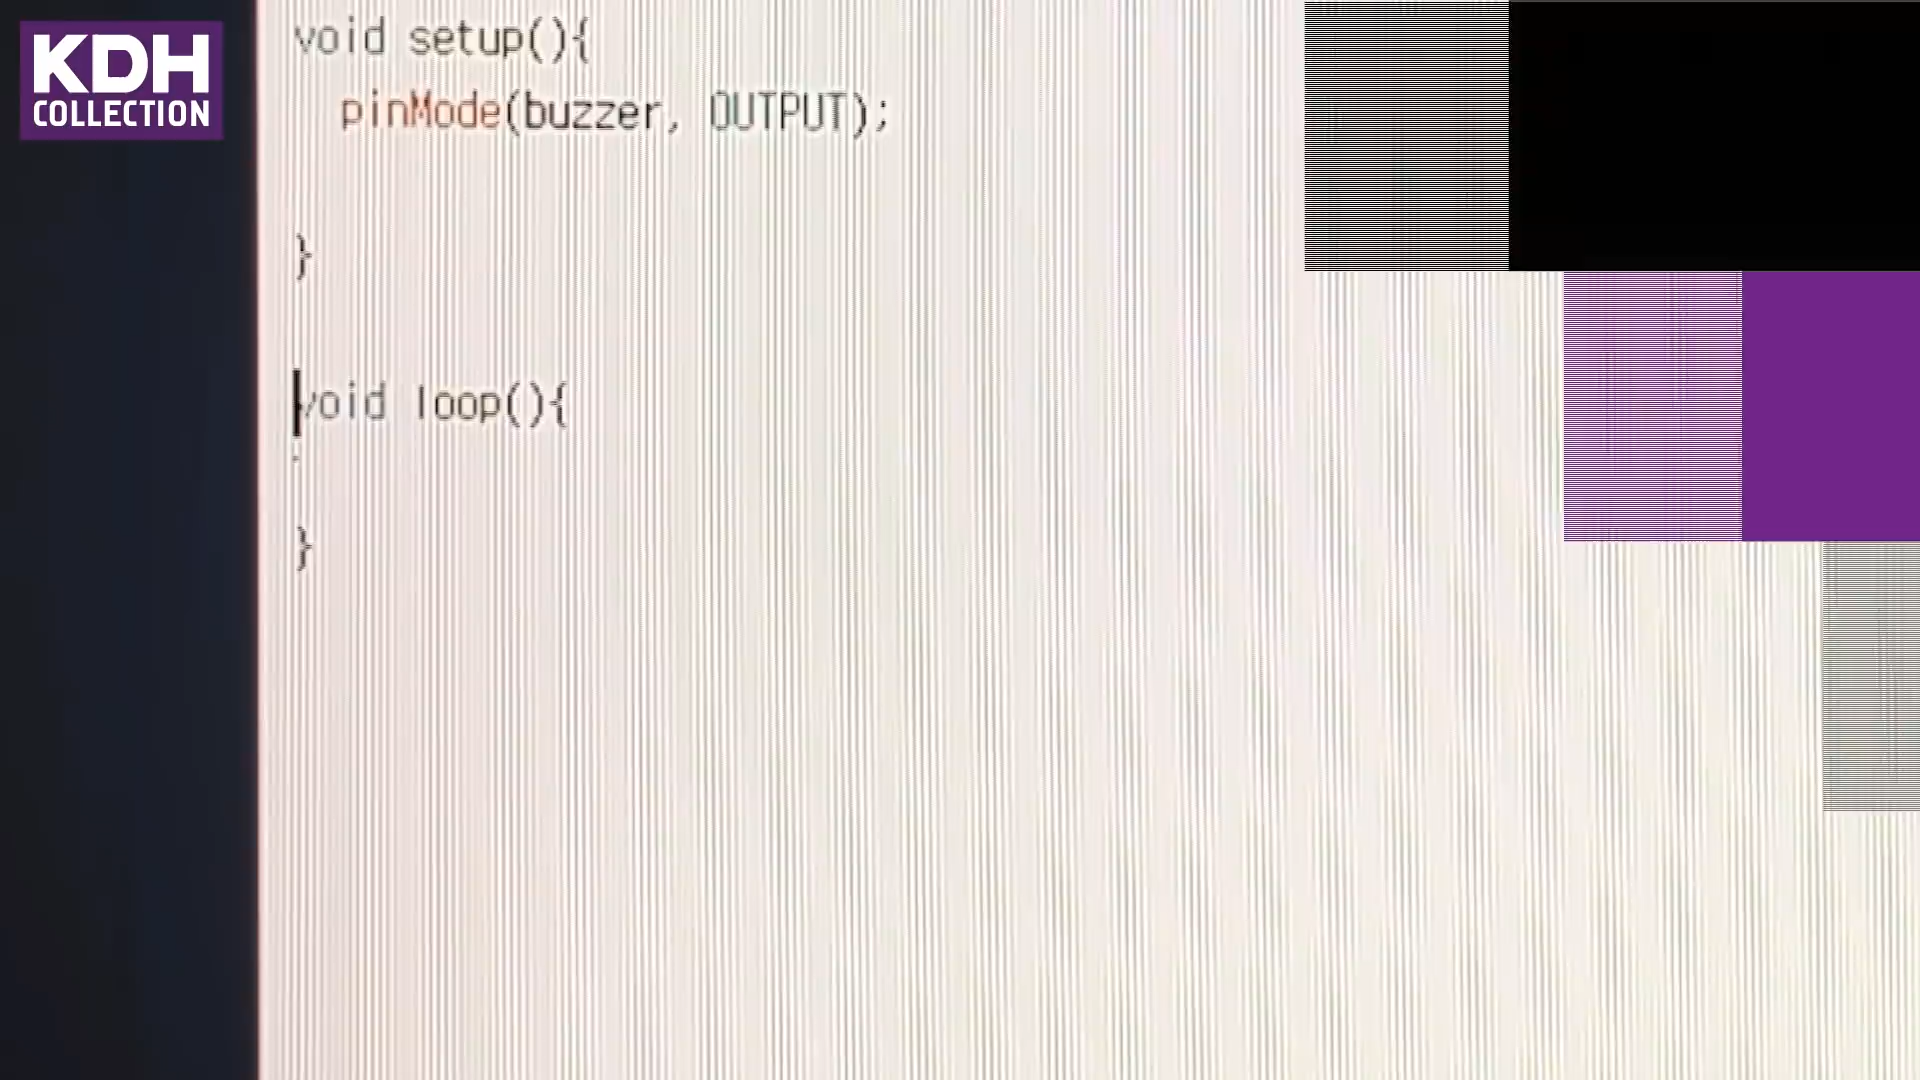 KDH
COLLECTION
void setup(){
pinMode(buzzer, OUTPUT);
}
void loop(){
}